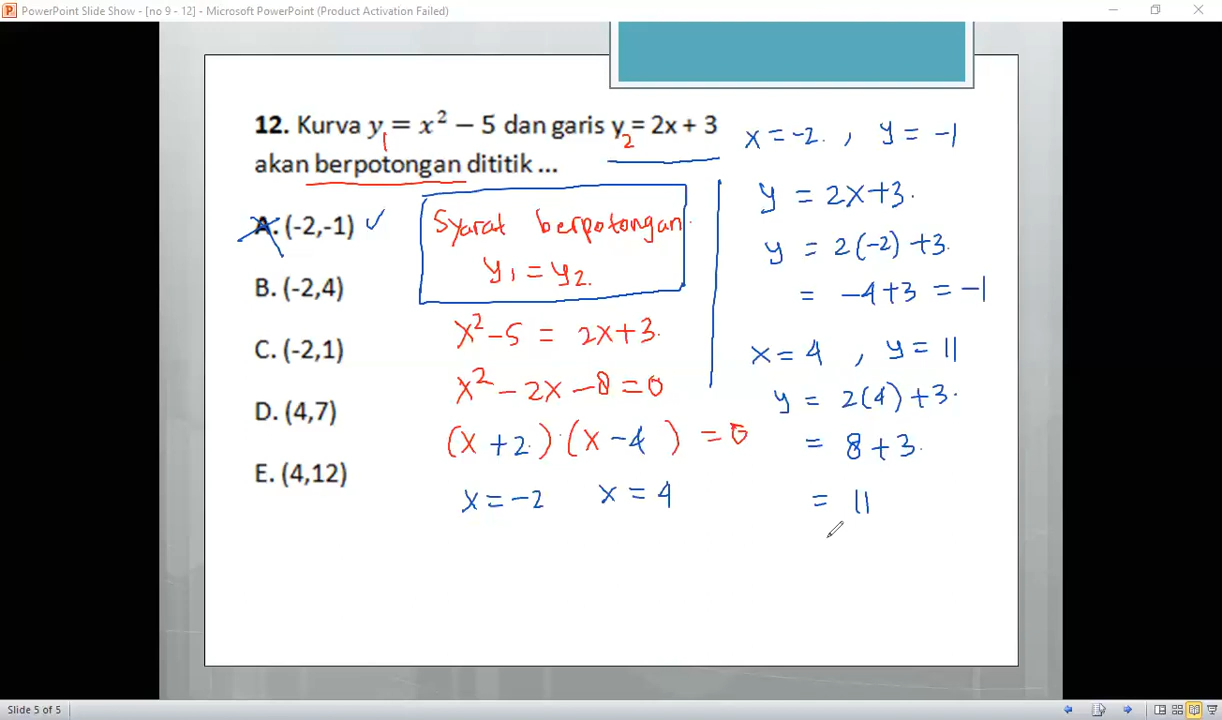 PowerPoint Slide Show - [no 9 - 12] - Microsoft PowerPoint (Product Activation Failed)
12. Kurva y₁ = x² − 5 dan garis y₂ = 2x + 3
akan berpotongan dititik ...
A. (-2,-1) ✓
B. (-2,4)
C. (-2,1)
D. (4,7)
E. (4,12)
Syarat berpotongan
y₁ = y₂.
x² − 5 = 2x + 3.
x² − 2x − 8 = 0
(x + 2) (x − 4) = 0
x = −2 x = 4
x = −2. , y = −1
y = 2x + 3.
y = 2(−2) + 3.
= −4 + 3 = −1
x = 4 , y = 11
y = 2(4) + 3.
= 8 + 3.
= 11
Slide 5 of 5